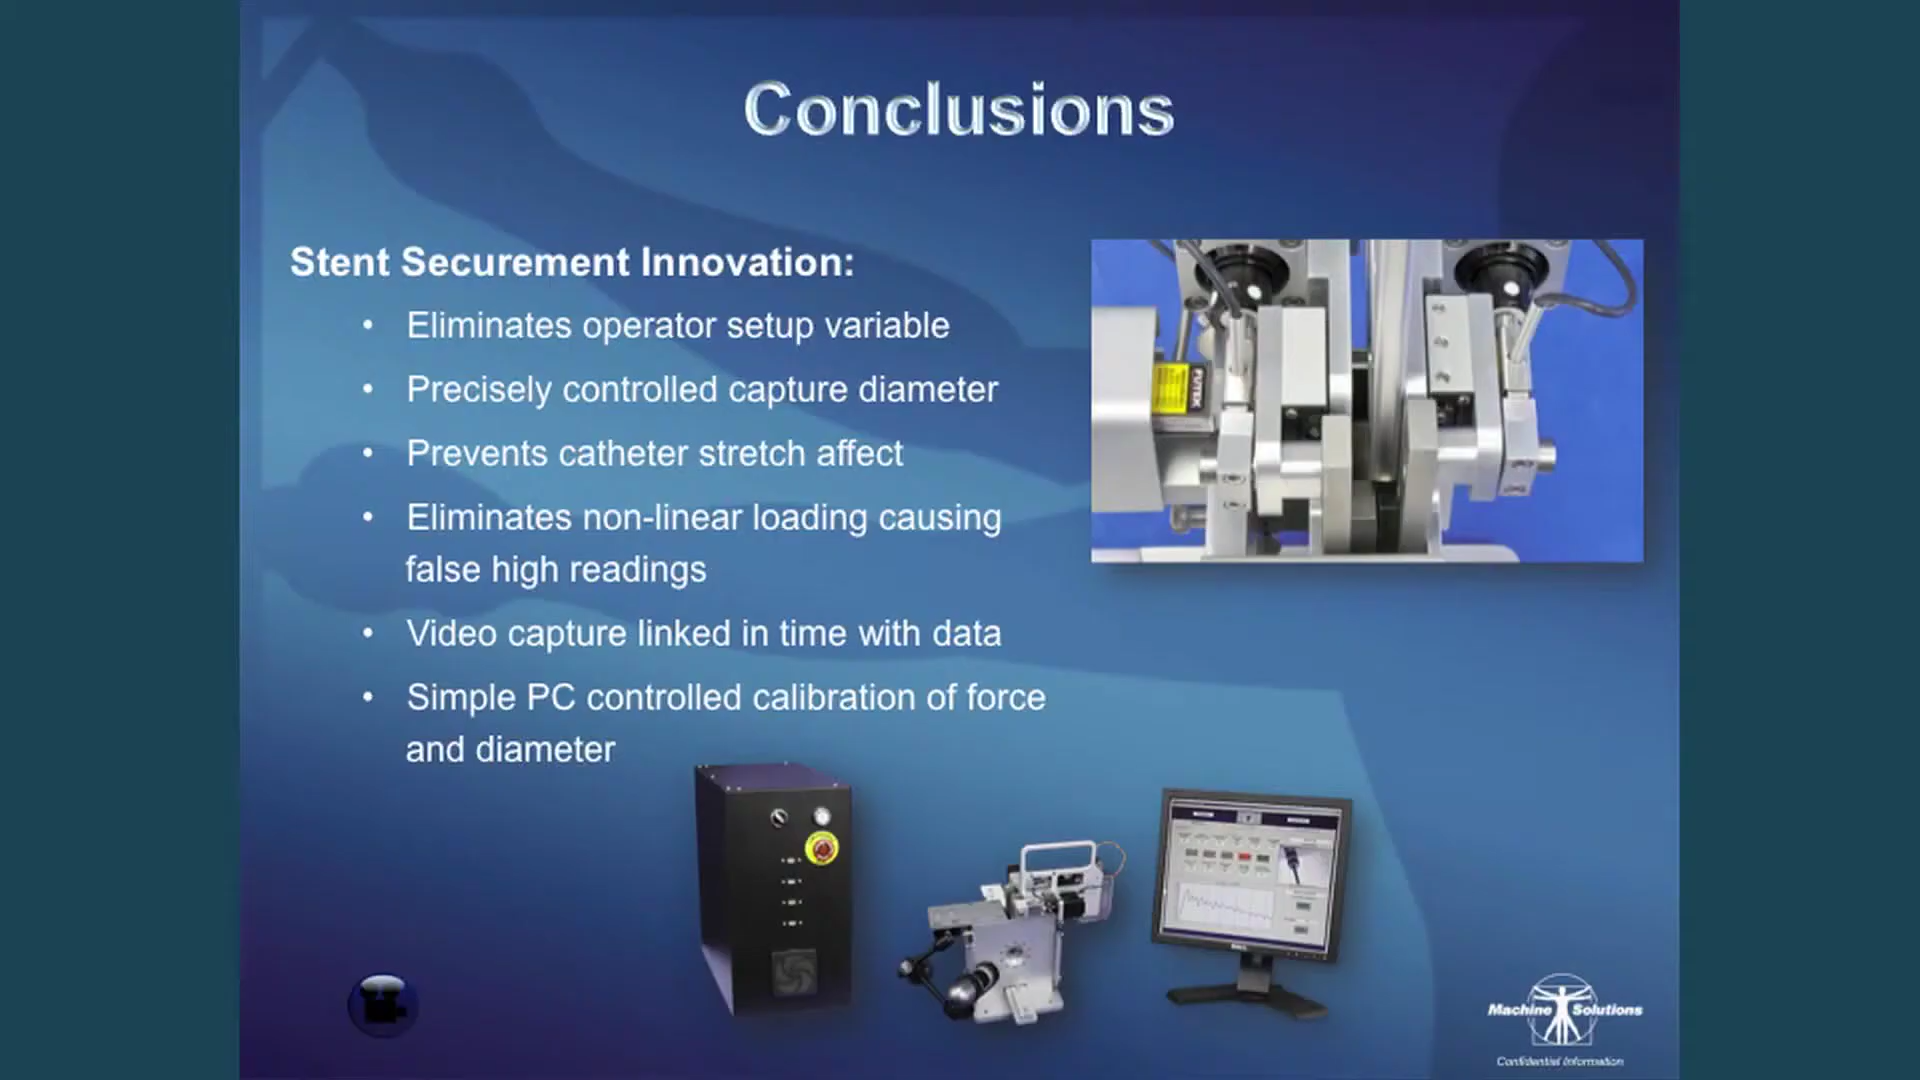 Conclusions
Stent Securement Innovation:
• Eliminates operator setup variable
• Precisely controlled capture diameter
• Prevents catheter stretch affect
• Eliminates non-linear loading causing
false high readings
• Video capture linked in time with data
• Simple PC controlled calibration of force
and diameter
FUTEK
Machine Solutions
Confidential Information